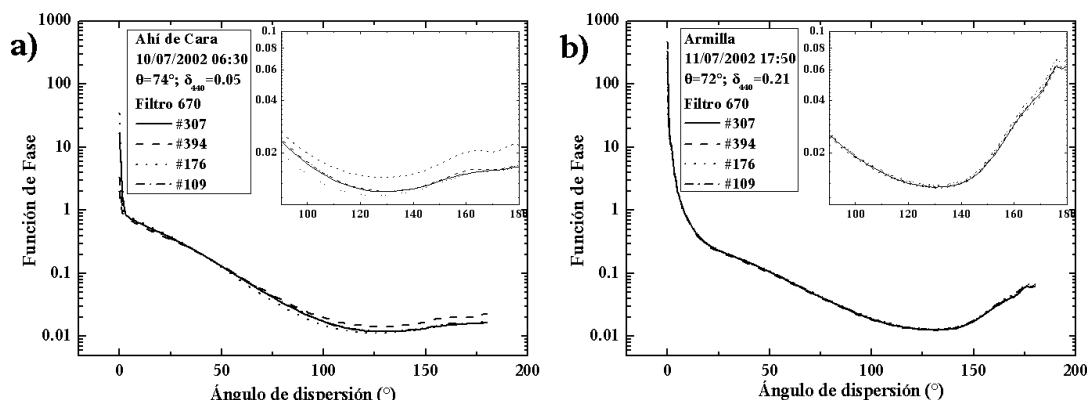 a)
1000
100
10
1
0.1
0.01
Función de Fase
Ahí de Cara
10/07/2002 06:30
θ=74°; δ440=0.05
Filtro 670
#307
#394
#176
#109
0.1
0.08
0.06
0.04
0.02
100 120 140 160 180
0 50 100 150 200
Ángulo de dispersión (°)
b)
1000
100
10
1
0.1
0.01
Función de Fase
Armilla
11/07/2002 17:50
θ=72°; δ440=0.21
Filtro 670
#307
#394
#176
#109
0.1
0.08
0.06
0.04
0.02
100 120 140 160 180
0 50 100 150 200
Ángulo de dispersión (°)